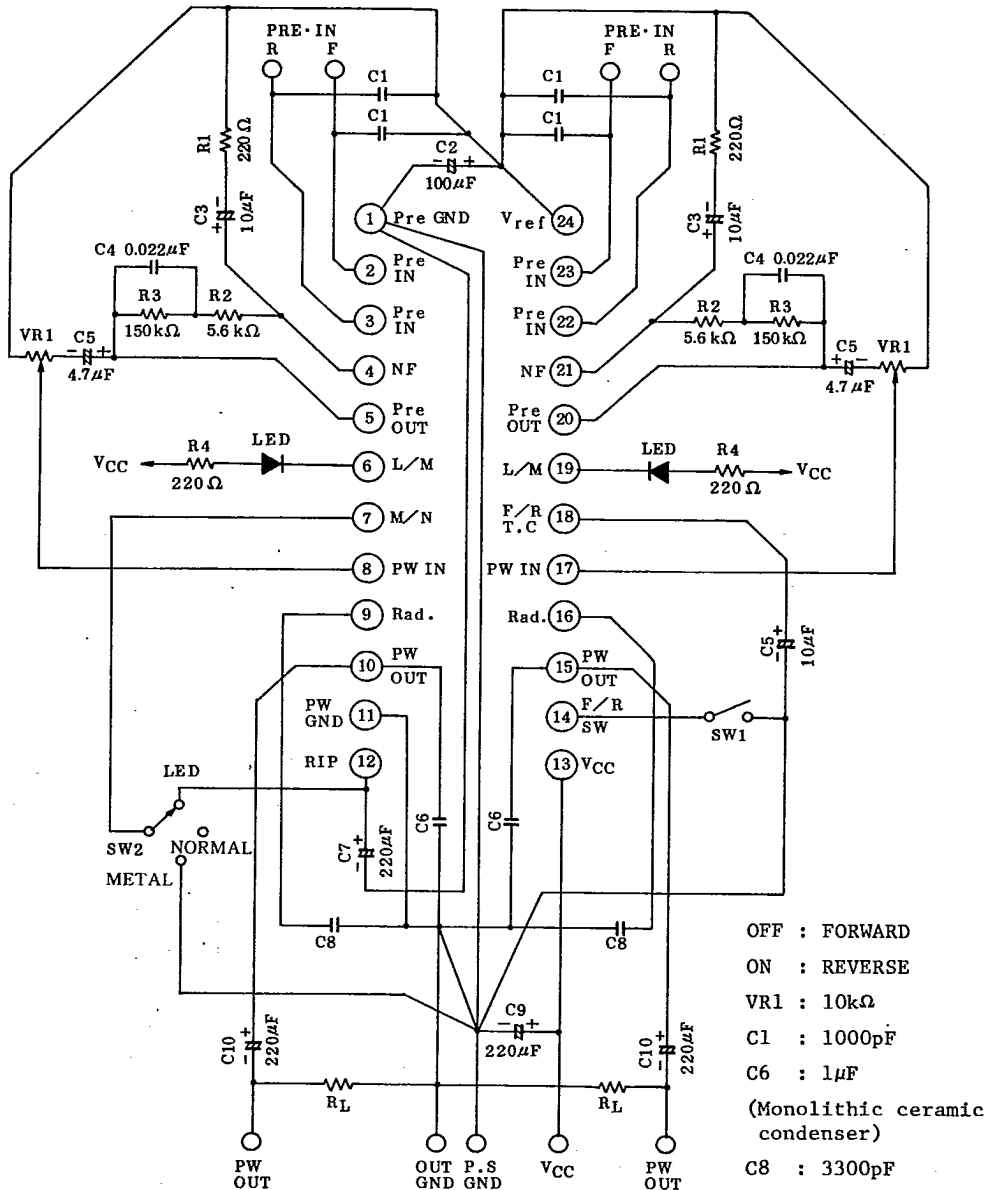 PRE·IN
R F
PRE·IN
F R
C1
C1
C1
C1
R1
220Ω
R1
220Ω
C2
- +
100μF
C3
- +
10μF
C3
- +
10μF
1 Pre GND
Vref 24
C4 0.022μF
C4 0.022μF
2 Pre IN
Pre IN 23
R3
150kΩ
R2
5.6kΩ
R2
5.6kΩ
R3
150kΩ
3 Pre IN
Pre IN 22
VR1
C5
- +
4.7μF
C5
+ -
4.7μF
VR1
4 NF
NF 21
5 Pre OUT
Pre OUT 20
VCC
R4
220Ω
LED
6 L/M
L/M 19
LED
R4
220Ω
VCC
7 M/N
F/R T.C 18
8 PW IN
PW IN 17
9 Rad.
Rad. 16
C5
+ -
10μF
10 PW OUT
PW OUT 15
PW GND 11
14 F/R SW
SW1
RIP 12
13 VCC
LED
SW2
NORMAL
METAL
C7
+ -
220μF
C6
C6
C8
C8
C9
- +
220μF
C10
+ -
220μF
C10
+ -
220μF
RL
RL
PW OUT
OUT GND
P.S GND
VCC
PW OUT
OFF : FORWARD
ON : REVERSE
VR1 : 10kΩ
C1 : 1000pF
C6 : 1μF
(Monolithic ceramic
condenser)
C8 : 3300pF